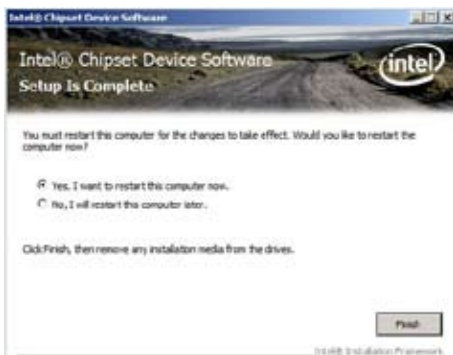 Intel® Chipset Device Software
Intel® Chipset Device Software
Setup Is Complete
intel
You must restart this computer for the changes to take effect. Would you like to restart the
computer now?
Yes, I want to restart this computer now.
No, I will restart this computer later.
Click Finish, then remove any installation media from the drives.
Finish
Intel® Installation Framework